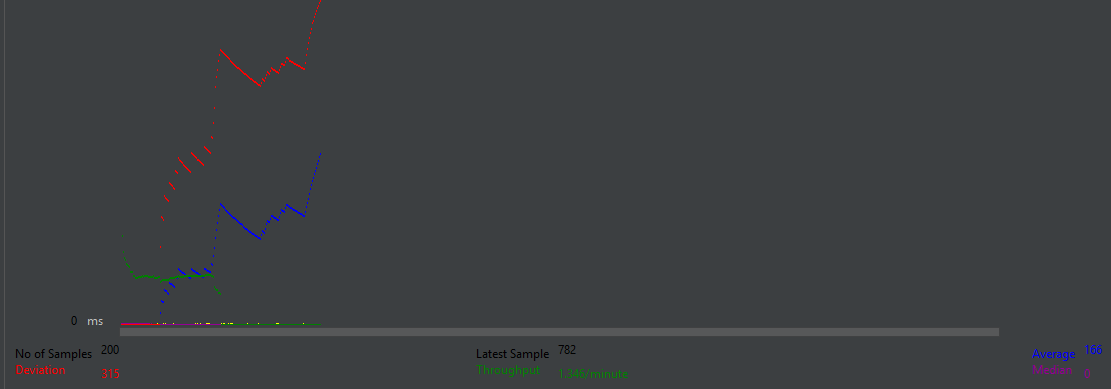 0 ms
No of Samples 200 Latest Sample 782 Average 166
Deviation 315 Throughput 1,346/minute Median